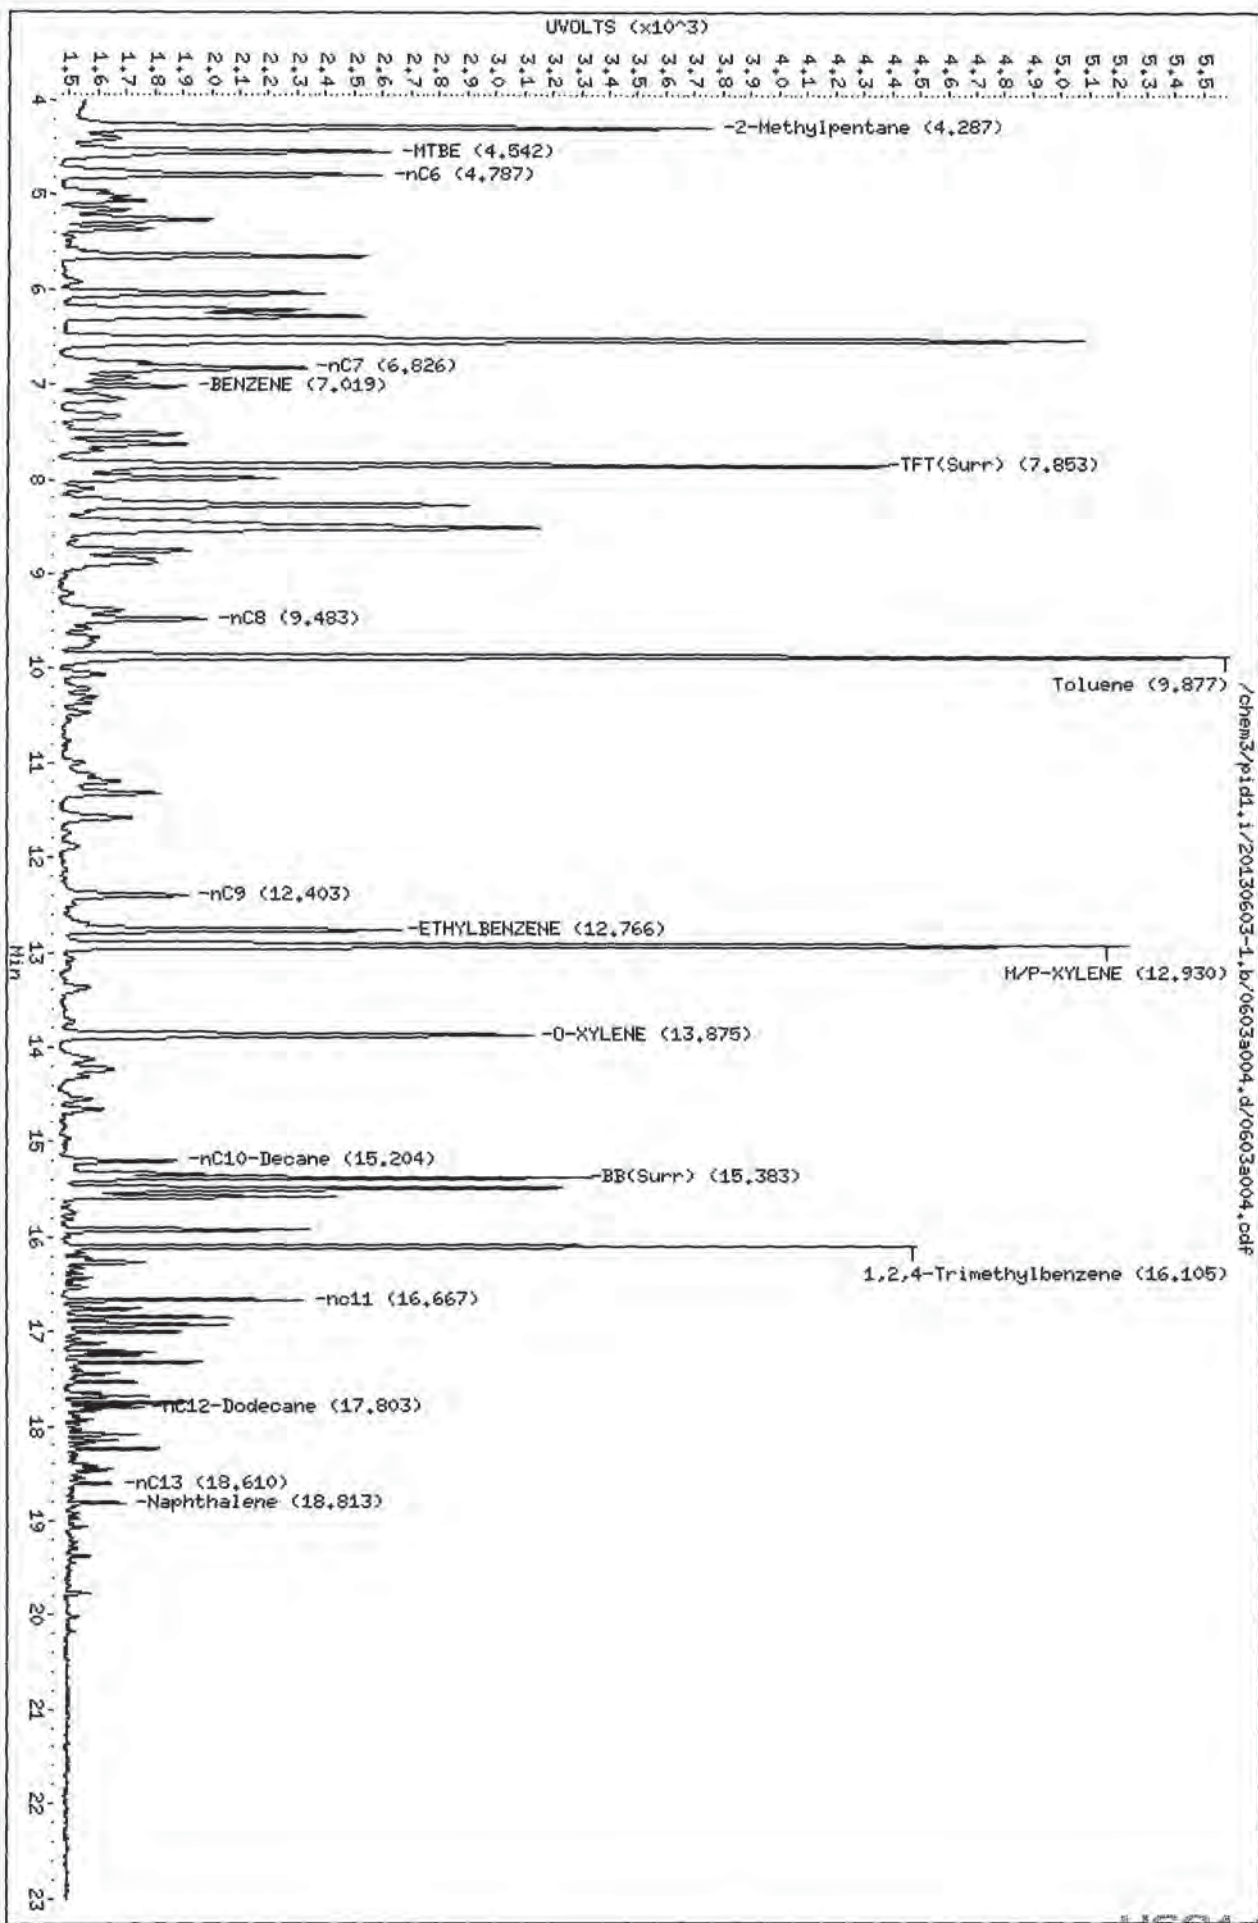 UVOLTS (x10^3)
1.5
1.6
1.7
1.8
1.9
2.0
2.1
2.2
2.3
2.4
2.5
2.6
2.7
2.8
2.9
3.0
3.1
3.2
3.3
3.4
3.5
3.6
3.7
3.8
3.9
4.0
4.1
4.2
4.3
4.4
4.5
4.6
4.7
4.8
4.9
5.0
5.1
5.2
5.3
5.4
5.5
4
5
6
7
8
9
10
11
12
13
14
15
16
17
18
19
20
21
22
23
Min
-2-Methylpentane (4.287)
-MTBE (4.542)
-nC6 (4.787)
-nC7 (6.826)
-BENZENE (7.019)
-TFT(Surr) (7.853)
-nC8 (9.483)
Toluene (9.877)
-nC9 (12.403)
-ETHYLBENZENE (12.766)
M/P-XYLENE (12.930)
-O-XYLENE (13.875)
-nC10-Decane (15.204)
-BB(Surr) (15.383)
1,2,4-Trimethylbenzene (16.105)
-nc11 (16.667)
-nC12-Dodecane (17.803)
-nC13 (18.610)
-Naphthalene (18.813)
/chem3/pid1.i/20130603-1.b/0603a004.d/0603a004.cdf